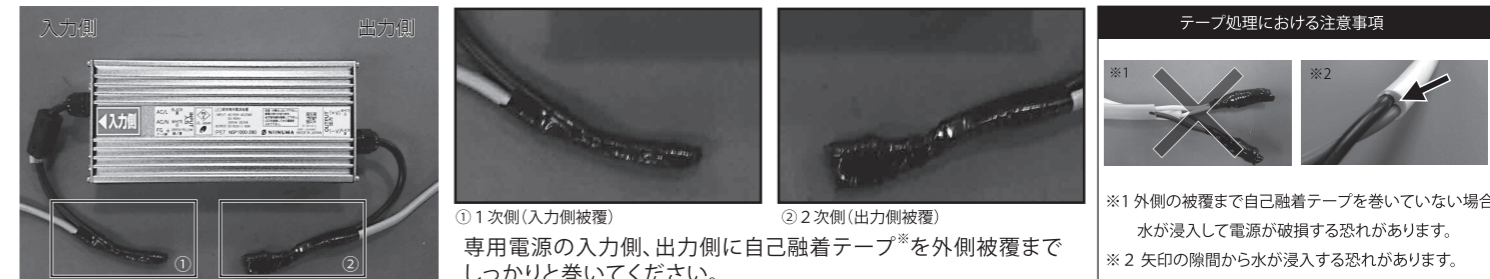 入力側
出力側
◀入力側
AC/L
AC/N
FG
NIINUMA
OUTPUT
①
②
①1次側(入力側被覆)
②2次側(出力側被覆)
専用電源の入力側、出力側に自己融着テープ※を外側被覆まで
しっかりと巻いてください。
テープ処理における注意事項
※1
※2
※1 外側の被覆まで自己融着テープを巻いていない場合
水が浸入して電源が破損する恐れがあります。
※2 矢印の隙間から水が浸入する恐れがあります。